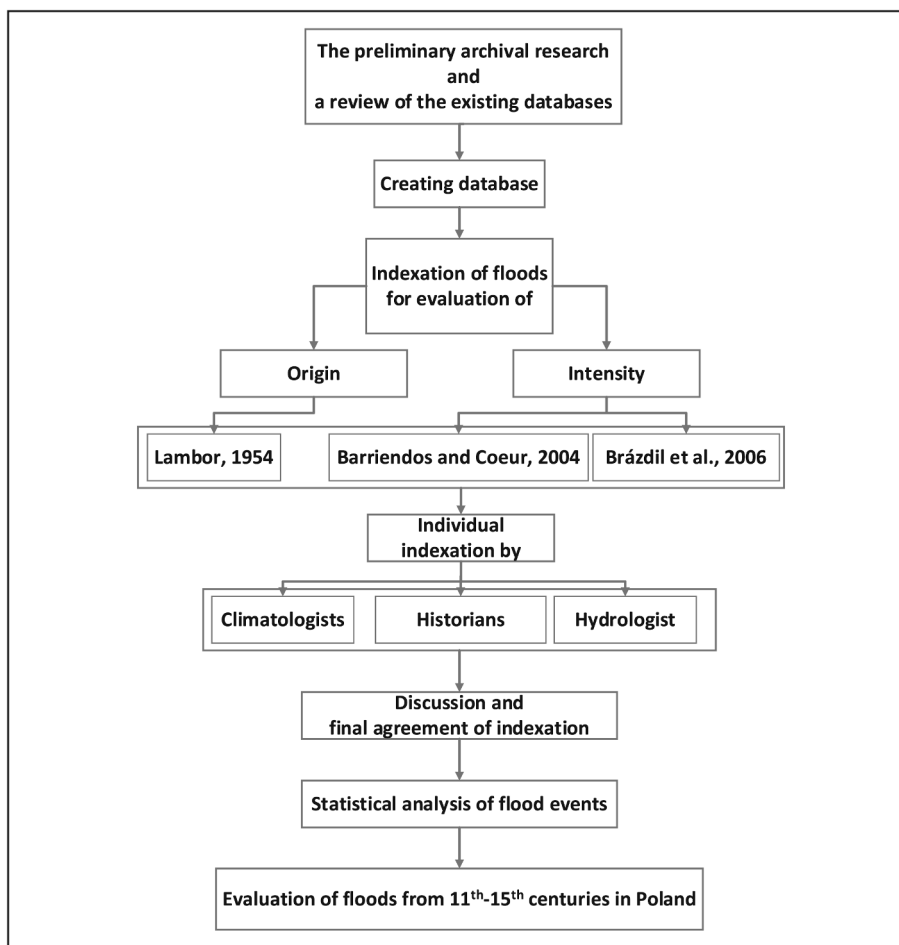 The preliminary archival research
and
a review of the existing databases
Creating database
Indexation of floods
for evaluation of
Origin
Intensity
Lambor, 1954
Barriendos and Coeur, 2004
Brázdil et al., 2006
Individual
indexation by
Climatologists
Historians
Hydrologist
Discussion and
final agreement of indexation
Statistical analysis of flood events
Evaluation of floods from 11th-15th centuries in Poland